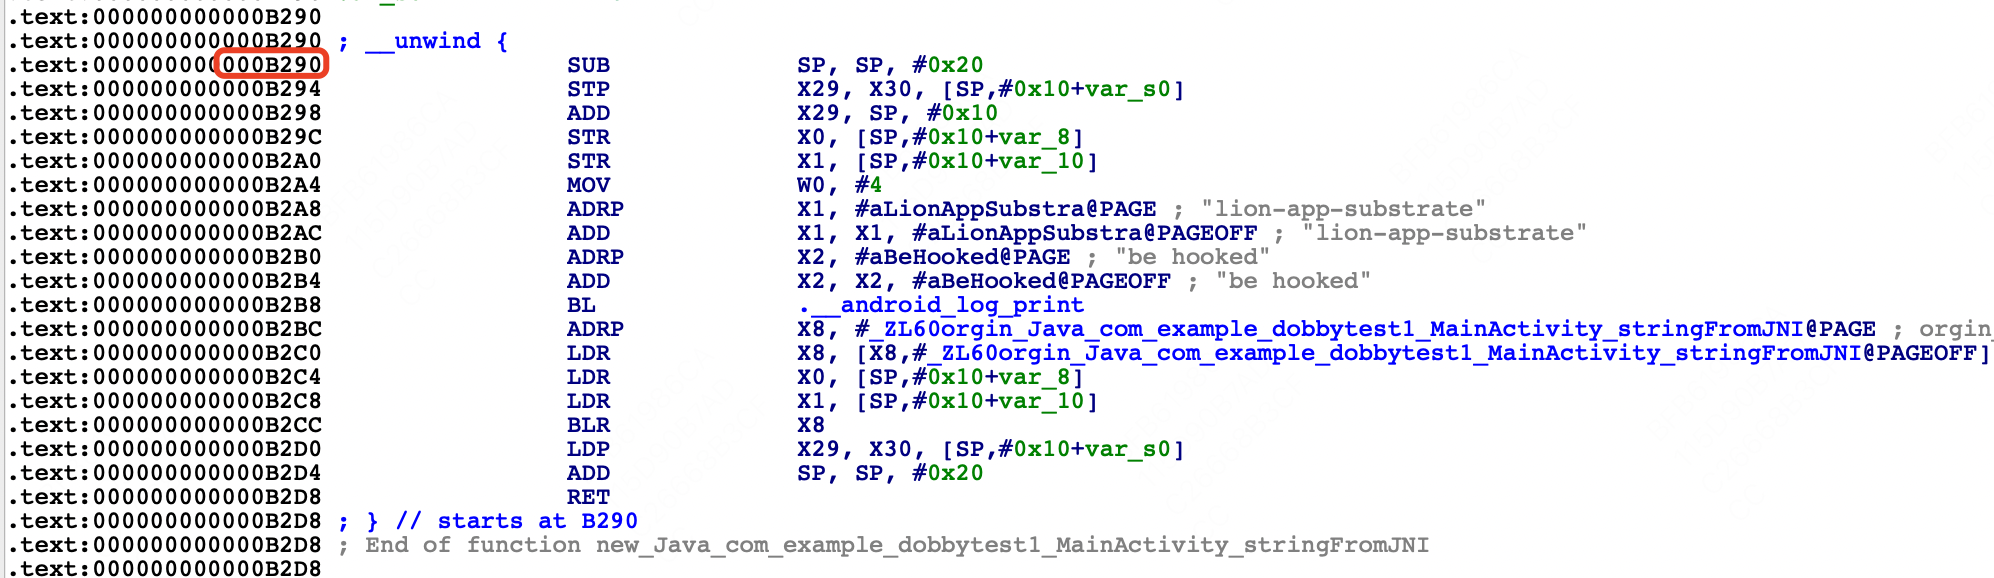 .text:000000000000B290
.text:000000000000B290 ; __unwind {
.text:000000000000B290 SUB SP, SP, #0x20
.text:000000000000B294 STP X29, X30, [SP,#0x10+var_s0]
.text:000000000000B298 ADD X29, SP, #0x10
.text:000000000000B29C STR X0, [SP,#0x10+var_8]
.text:000000000000B2A0 STR X1, [SP,#0x10+var_10]
.text:000000000000B2A4 MOV W0, #4
.text:000000000000B2A8 ADRP X1, #aLionAppSubstra@PAGE ; "lion-app-substrate"
.text:000000000000B2AC ADD X1, X1, #aLionAppSubstra@PAGEOFF ; "lion-app-substrate"
.text:000000000000B2B0 ADRP X2, #aBeHooked@PAGE ; "be hooked"
.text:000000000000B2B4 ADD X2, X2, #aBeHooked@PAGEOFF ; "be hooked"
.text:000000000000B2B8 BL .__android_log_print
.text:000000000000B2BC ADRP X8, #_ZL60orgin_Java_com_example_dobbytest1_MainActivity_stringFromJNI@PAGE ; orgin_
.text:000000000000B2C0 LDR X8, [X8,#_ZL60orgin_Java_com_example_dobbytest1_MainActivity_stringFromJNI@PAGEOFF]
.text:000000000000B2C4 LDR X0, [SP,#0x10+var_8]
.text:000000000000B2C8 LDR X1, [SP,#0x10+var_10]
.text:000000000000B2CC BLR X8
.text:000000000000B2D0 LDP X29, X30, [SP,#0x10+var_s0]
.text:000000000000B2D4 ADD SP, SP, #0x20
.text:000000000000B2D8 RET
.text:000000000000B2D8 ; } // starts at B290
.text:000000000000B2D8 ; End of function new_Java_com_example_dobbytest1_MainActivity_stringFromJNI
.text:000000000000B2D8